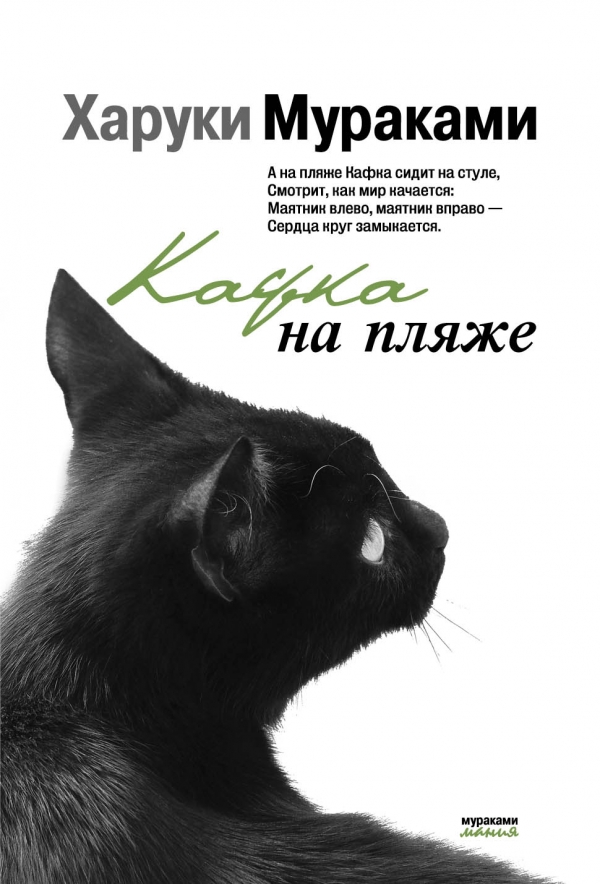 Харуки Мураками
А на пляже Кафка сидит на стуле,
Смотрит, как мир качается:
Маятник влево, маятник вправо —
Сердца круг замыкается.
Кафка
на пляже
мураками
мания